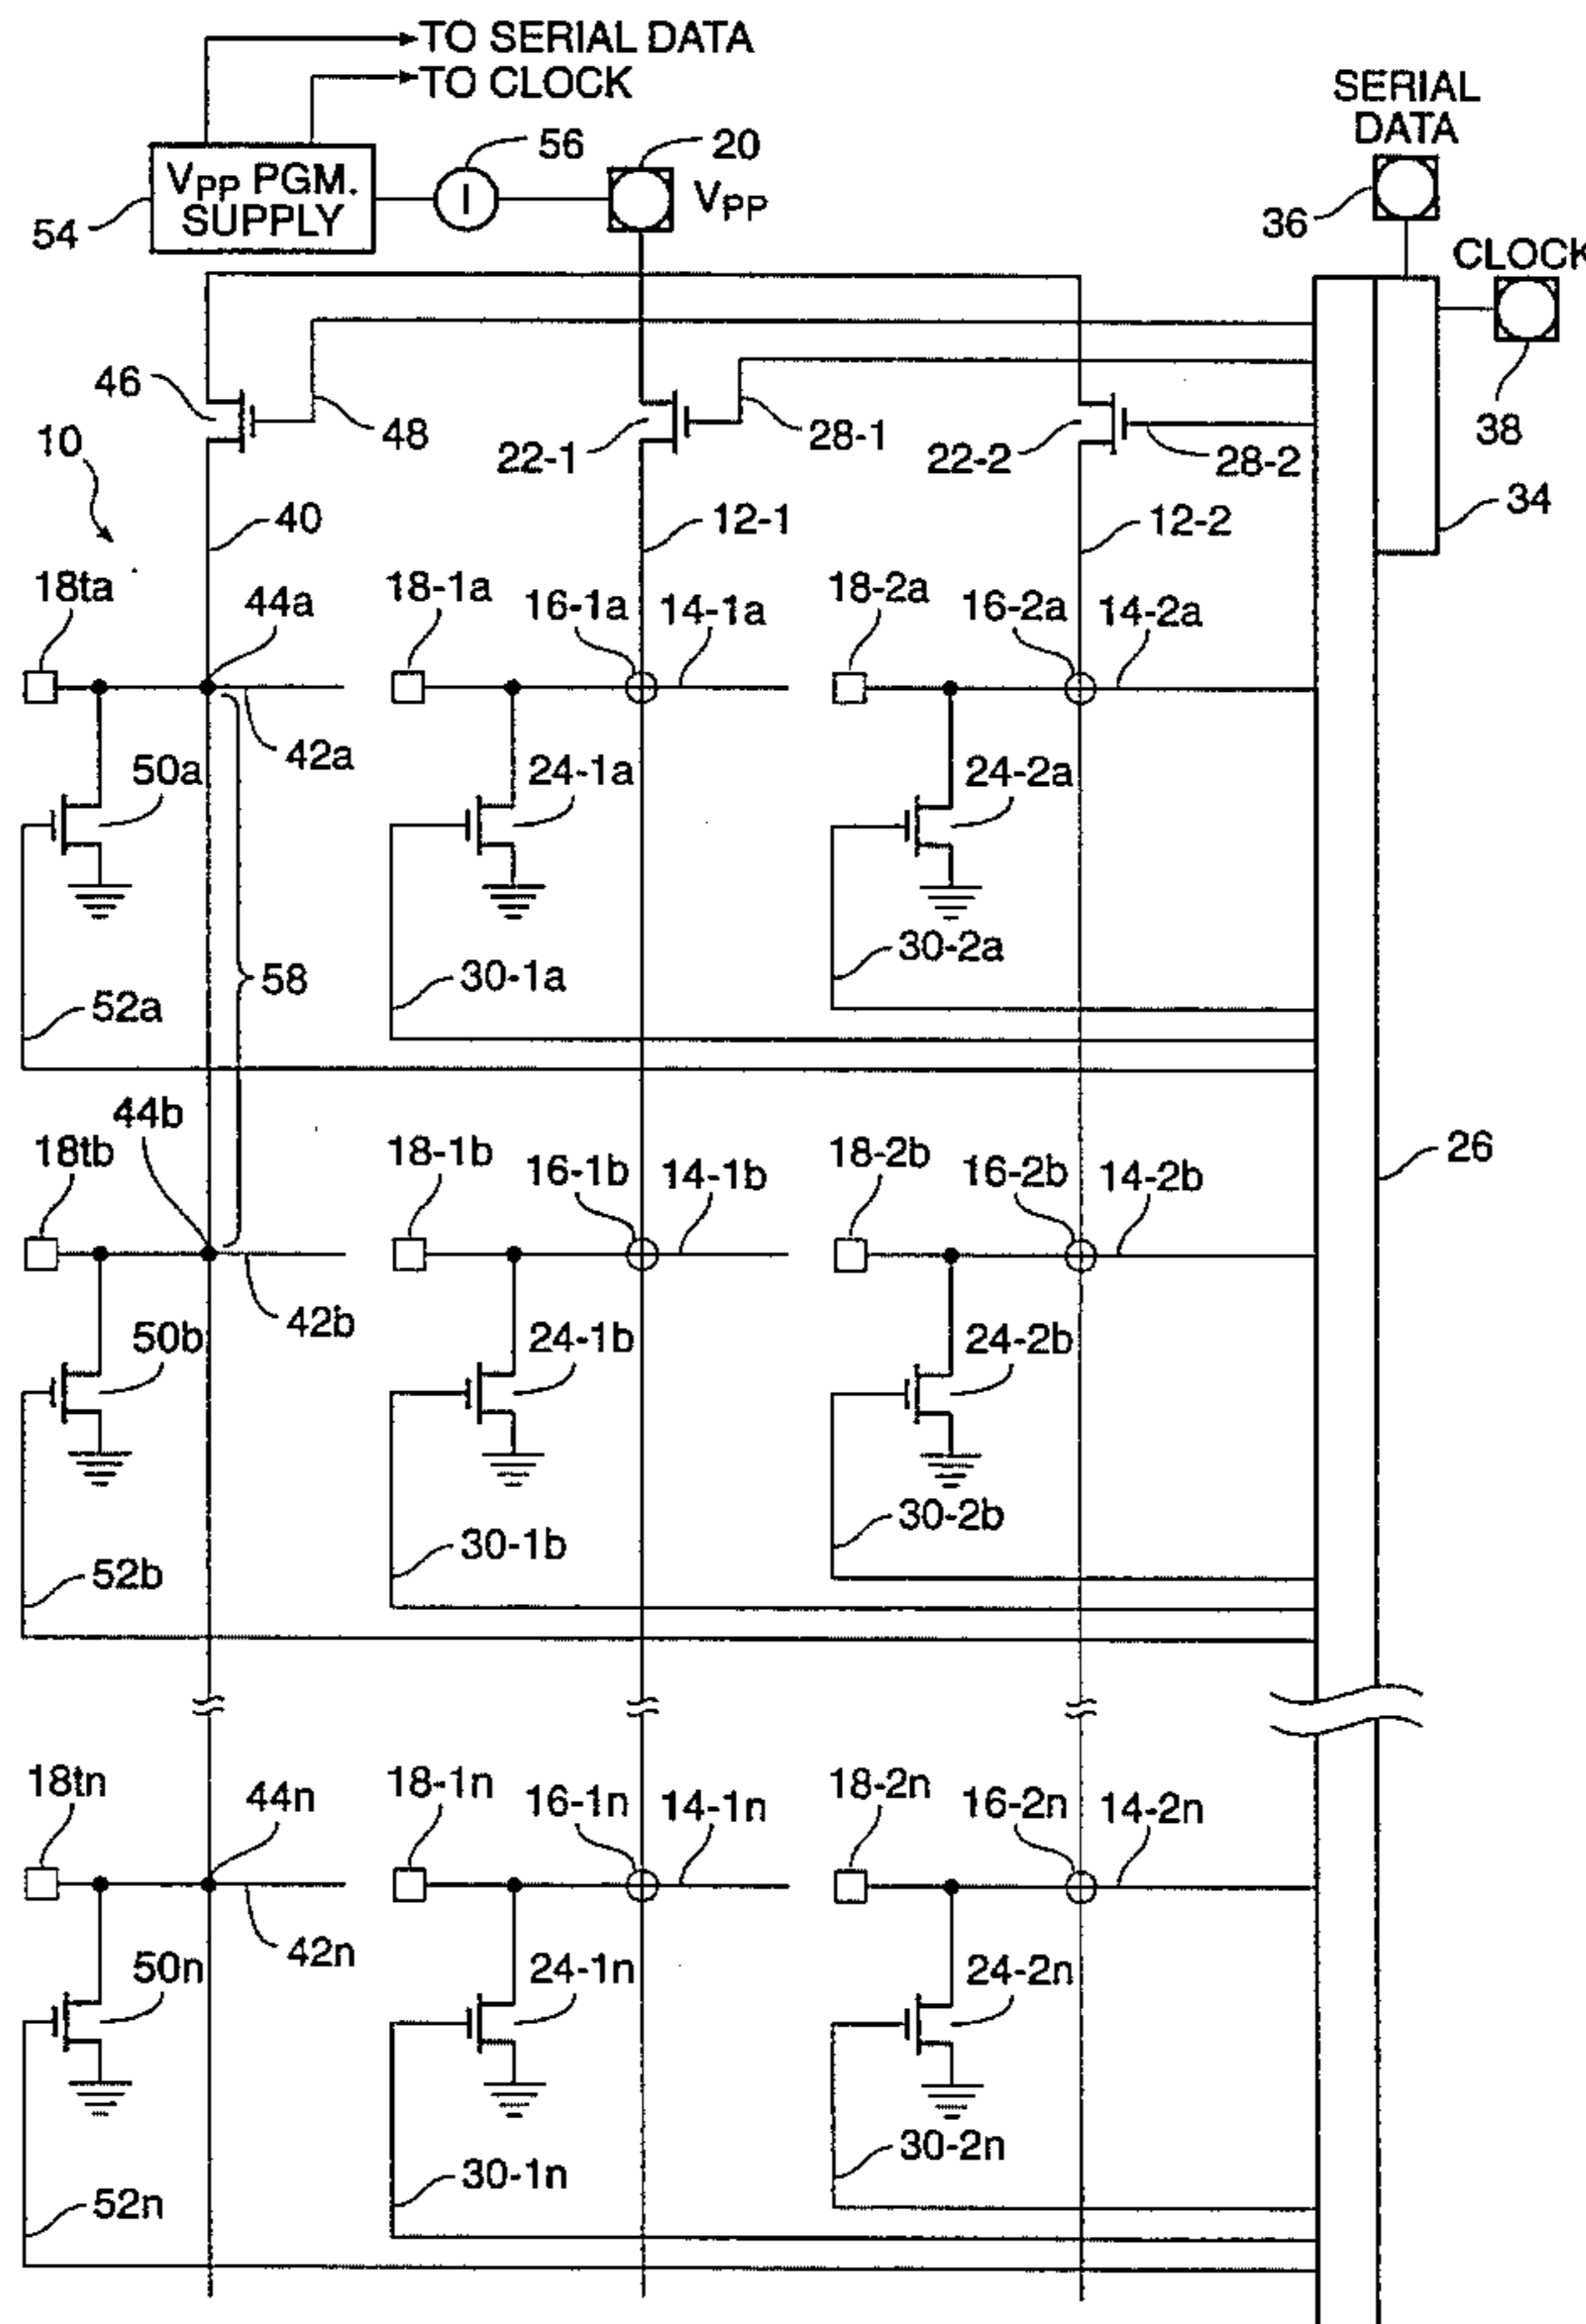 TO SERIAL DATA
TO CLOCK
SERIAL
DATA
56
20
VPP PGM.
SUPPLY
VPP
54
36
CLOCK
38
46
48
22-1
28-1
22-2
28-2
10
34
40
12-1
12-2
18ta
44a
18-1a
16-1a
14-1a
18-2a
16-2a
14-2a
42a
50a
24-1a
24-2a
58
30-1a
30-2a
52a
44b
18tb
18-1b
16-1b
14-1b
18-2b
16-2b
14-2b
26
42b
50b
24-1b
24-2b
30-1b
30-2b
52b
18tn
44n
18-1n
16-1n
14-1n
18-2n
16-2n
14-2n
42n
50n
24-1n
24-2n
30-1n
30-2n
52n